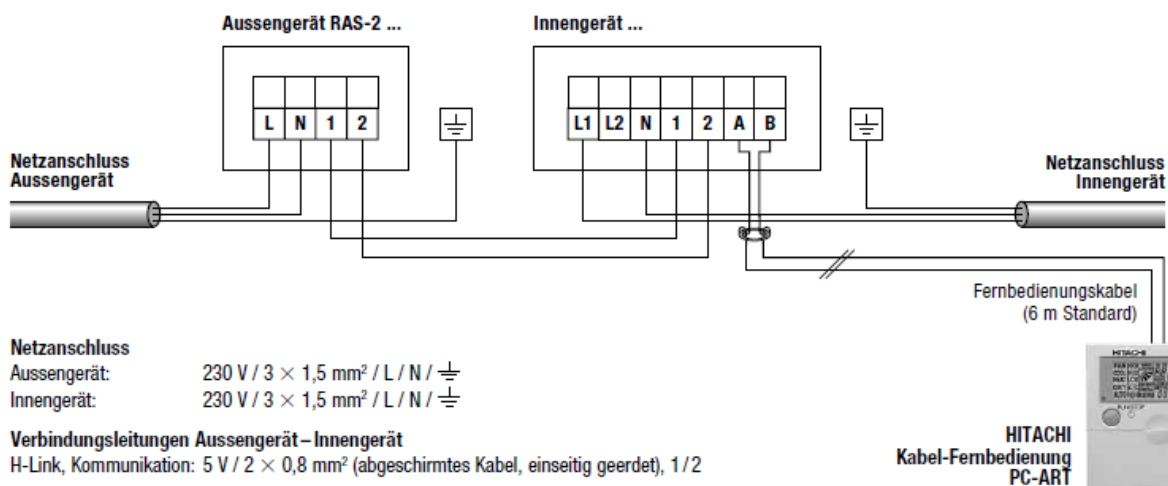 Aussengerät RAS-2 ...
Innengerät ...
L N 1 2
L1 L2 N 1 2 A B
Netzanschluss
Aussengerät
Netzanschluss
Innengerät
Fernbedienungskabel
(6 m Standard)
Netzanschluss
Aussengerät: 230 V / 3 × 1,5 mm² / L / N / ⏚
Innengerät: 230 V / 3 × 1,5 mm² / L / N / ⏚
Verbindungsleitungen Aussengerät – Innengerät
H-Link, Kommunikation: 5 V / 2 × 0,8 mm² (abgeschirmtes Kabel, einseitig geerdet), 1 / 2
HITACHI
HITACHI
Kabel-Fernbedienung
PC-ART